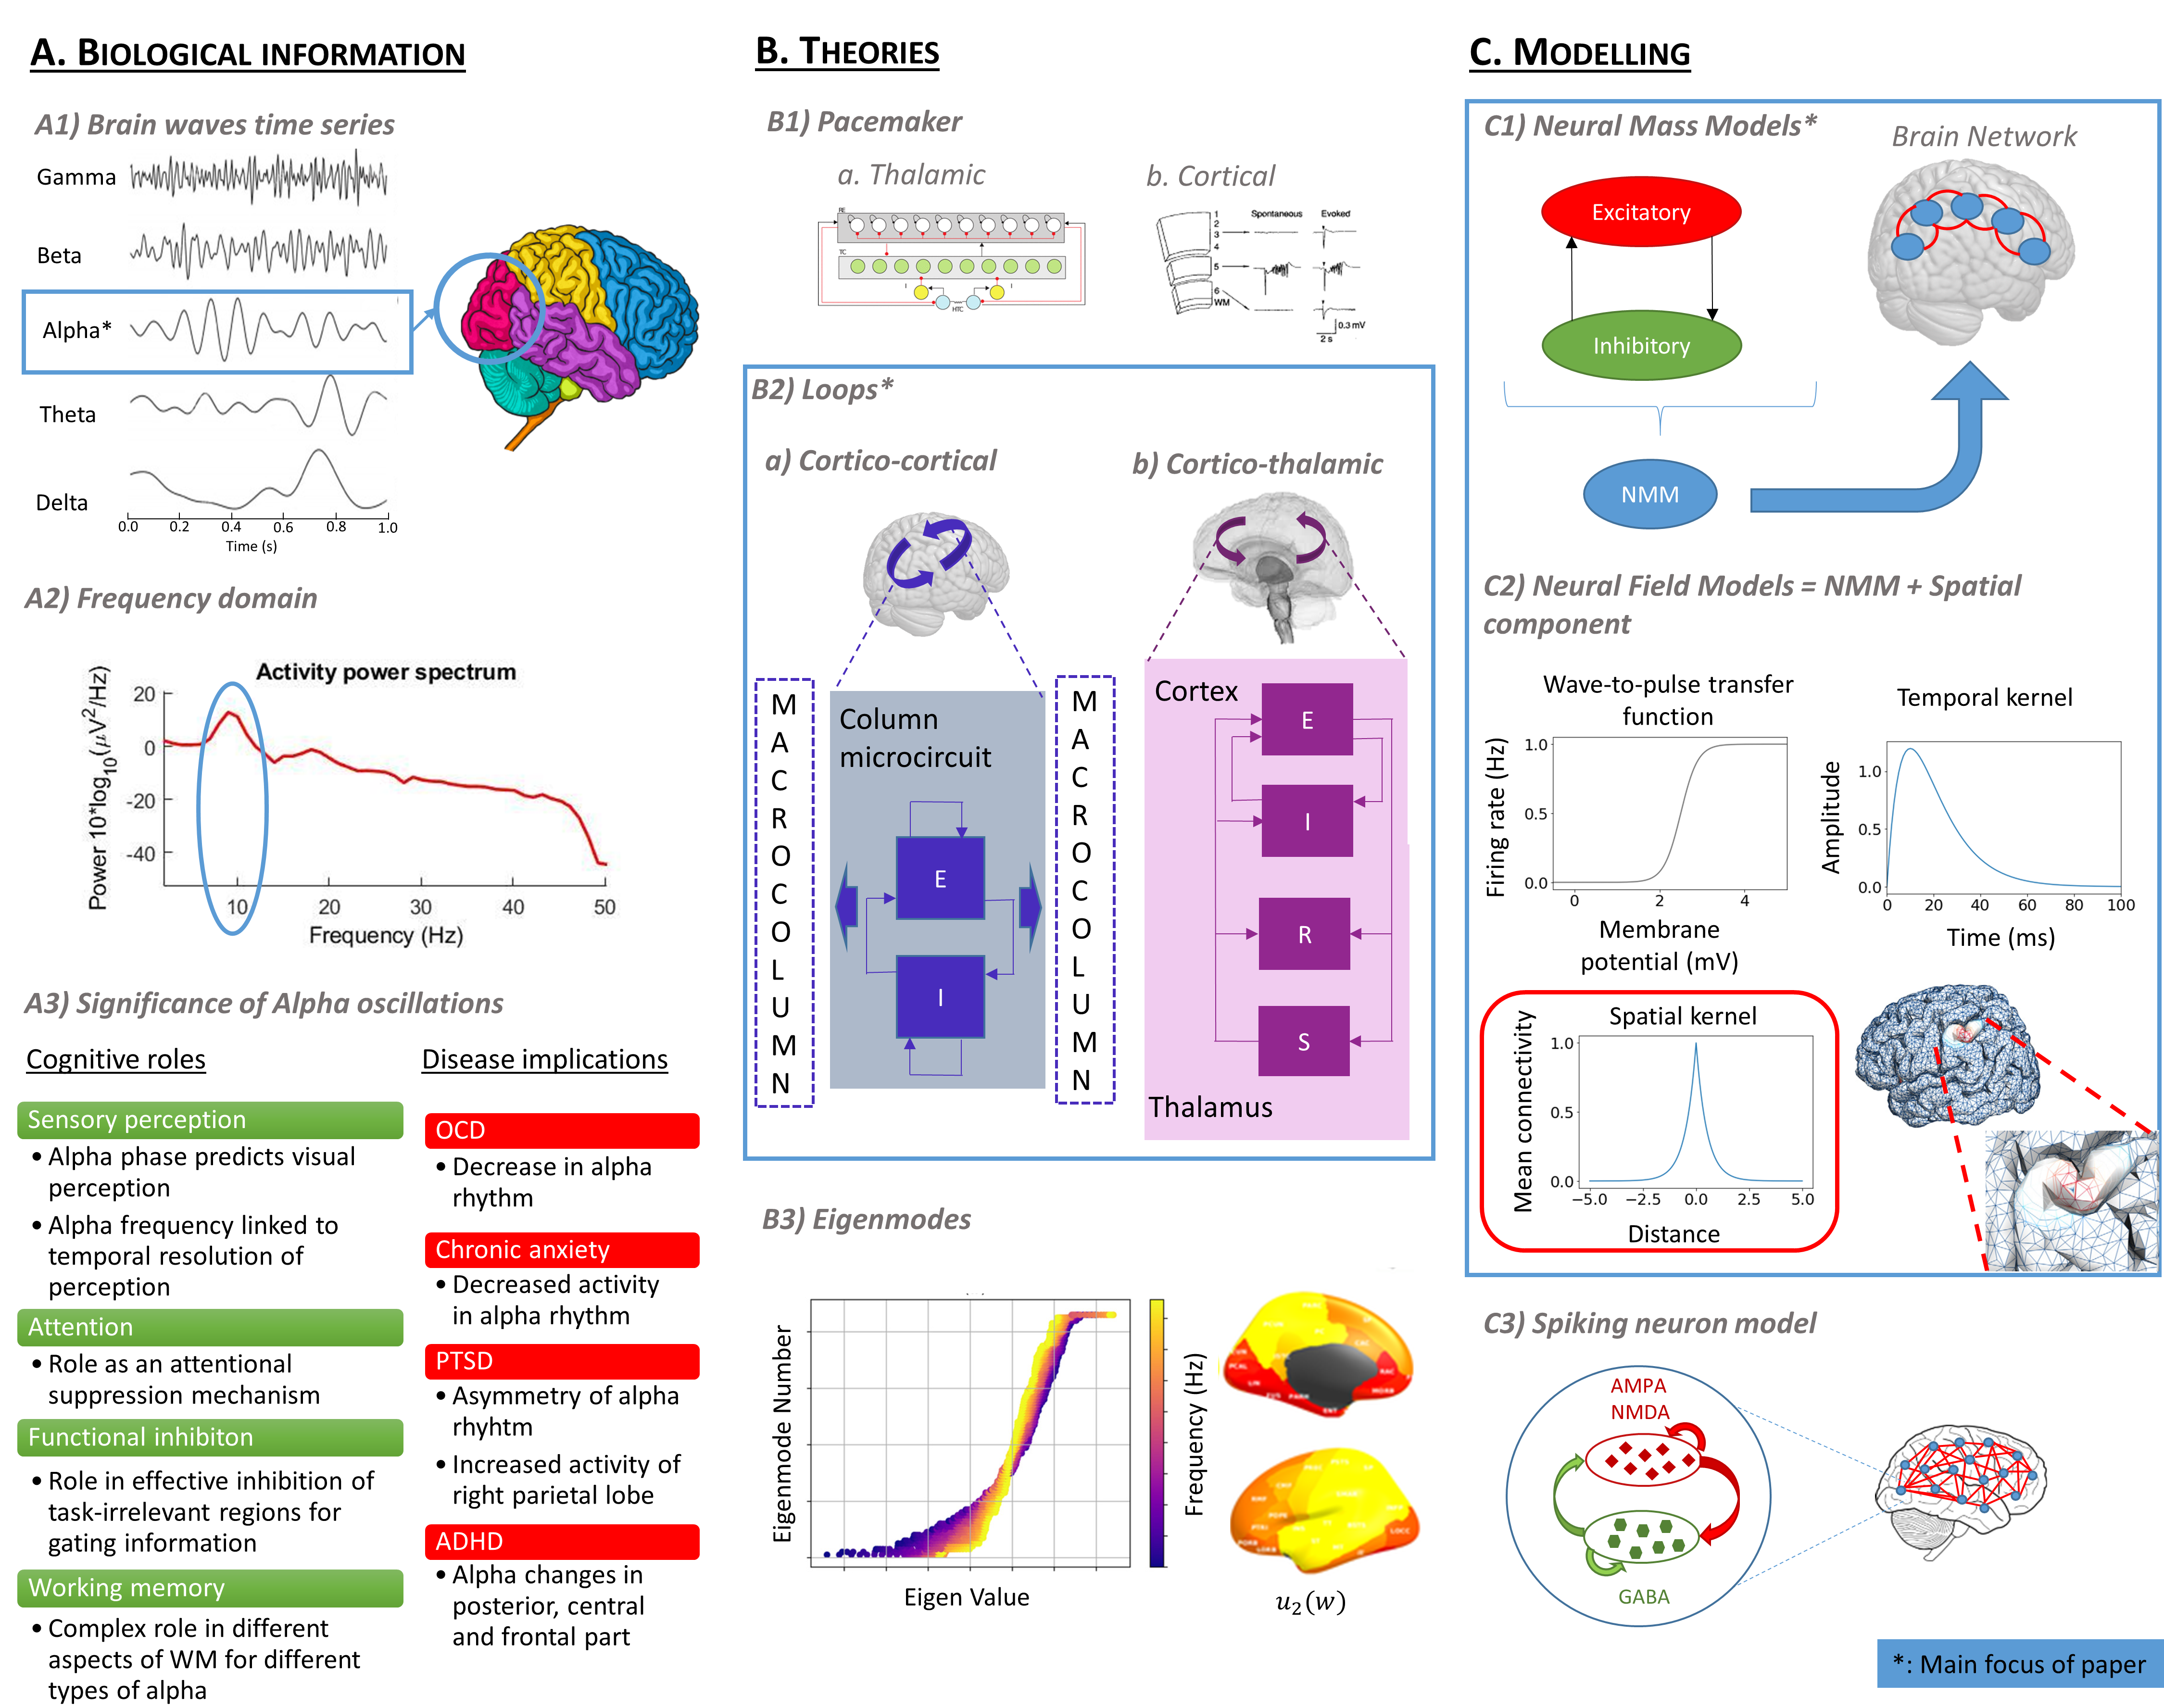 A. BIOLOGICAL INFORMATION
A1) Brain waves time series
Gamma
Beta
Alpha*
Theta
Delta
0.0 0.2 0.4 0.6 0.8 1.0
Time (s)
A2) Frequency domain
Activity power spectrum
Power 10*log10(μV2/Hz)
20
0
-20
-40
10 20 30 40 50
Frequency (Hz)
A3) Significance of Alpha oscillations
Cognitive roles
Sensory perception
• Alpha phase predicts visual
perception
• Alpha frequency linked to
temporal resolution of
perception
Attention
• Role as an attentional
suppression mechanism
Functional inhibiton
• Role in effective inhibition of
task-irrelevant regions for
gating information
Working memory
• Complex role in different
aspects of WM for different
types of alpha
Disease implications
OCD
• Decrease in alpha
rhythm
Chronic anxiety
• Decreased activity
in alpha rhythm
PTSD
• Asymmetry of alpha
rhyhtm
• Increased activity of
right parietal lobe
ADHD
• Alpha changes in
posterior, central
and frontal part
B. THEORIES
B1) Pacemaker
a. Thalamic
RE
TC
I I
HTC
b. Cortical
Spontaneous Evoked
1
2
3
4
5
6
WM
0.3 mV
2 s
B2) Loops*
a) Cortico-cortical
MACROCOLUMN
Column
microcircuit
E
I
MACROCOLUMN
b) Cortico-thalamic
Cortex
E
I
R
S
Thalamus
B3) Eigenmodes
Eigenmode Number
Eigen Value
Frequency (Hz)
u2(w)
C. MODELLING
C1) Neural Mass Models*
Excitatory
Inhibitory
NMM
Brain Network
C2) Neural Field Models = NMM + Spatial
component
Wave-to-pulse transfer
function
Firing rate (Hz)
1.0
0.5
0.0
0 2 4
Membrane
potential (mV)
Temporal kernel
Amplitude
1.0
0.5
0.0
0 20 40 60 80 100
Time (ms)
Spatial kernel
Mean connectivity
1.0
0.5
0.0
−5.0 −2.5 0.0 2.5 5.0
Distance
C3) Spiking neuron model
AMPA
NMDA
GABA
*: Main focus of paper